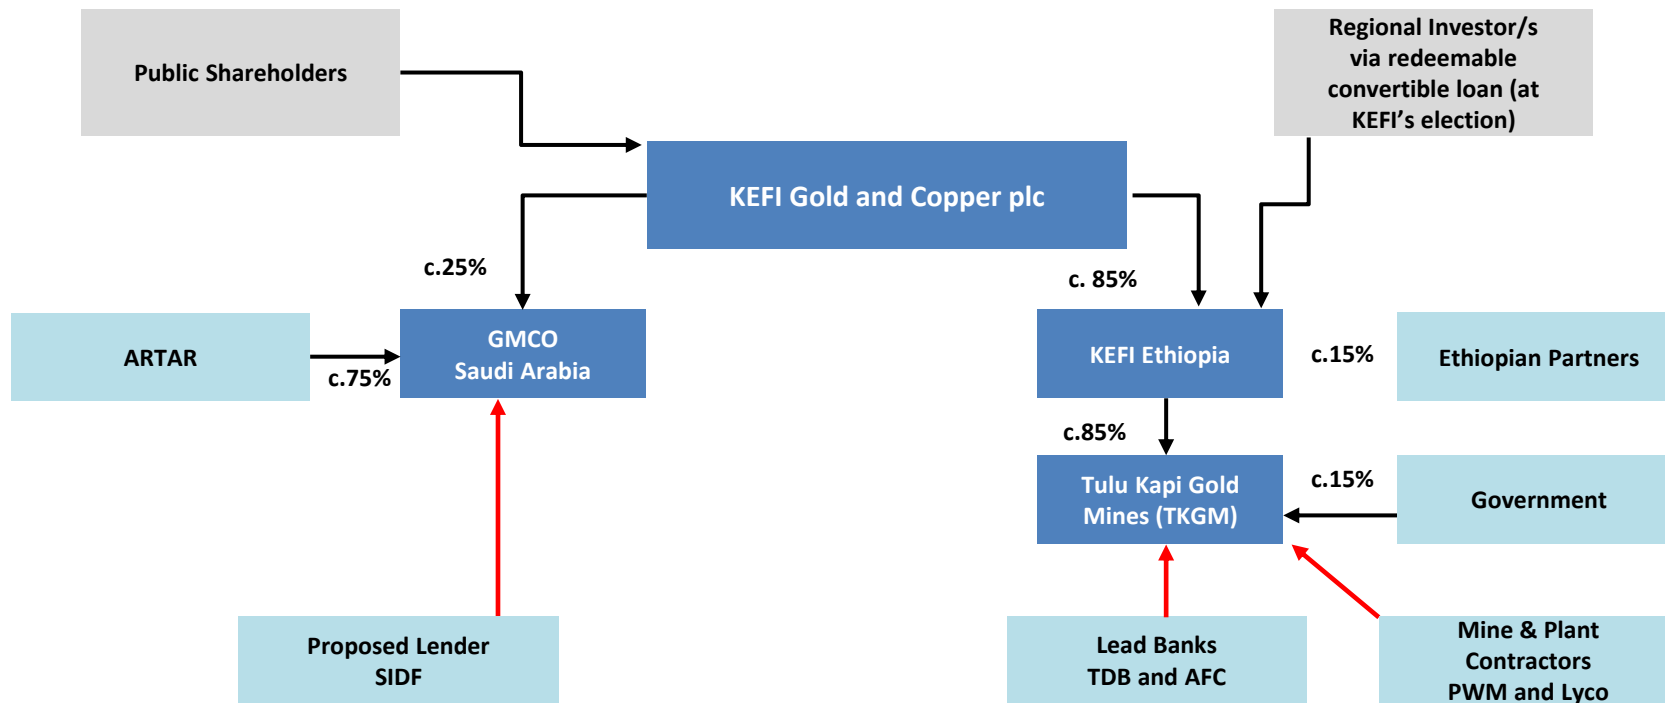 Public Shareholders
Regional Investor/s
via redeemable
convertible loan (at
KEFI’s election)
KEFI Gold and Copper plc
c.25%
c. 85%
ARTAR
c.75%
GMCO
Saudi Arabia
KEFI Ethiopia
c.15%
Ethiopian Partners
c.85%
Tulu Kapi Gold
Mines (TKGM)
c.15%
Government
Proposed Lender
SIDF
Lead Banks
TDB and AFC
Mine & Plant
Contractors
PWM and Lyco